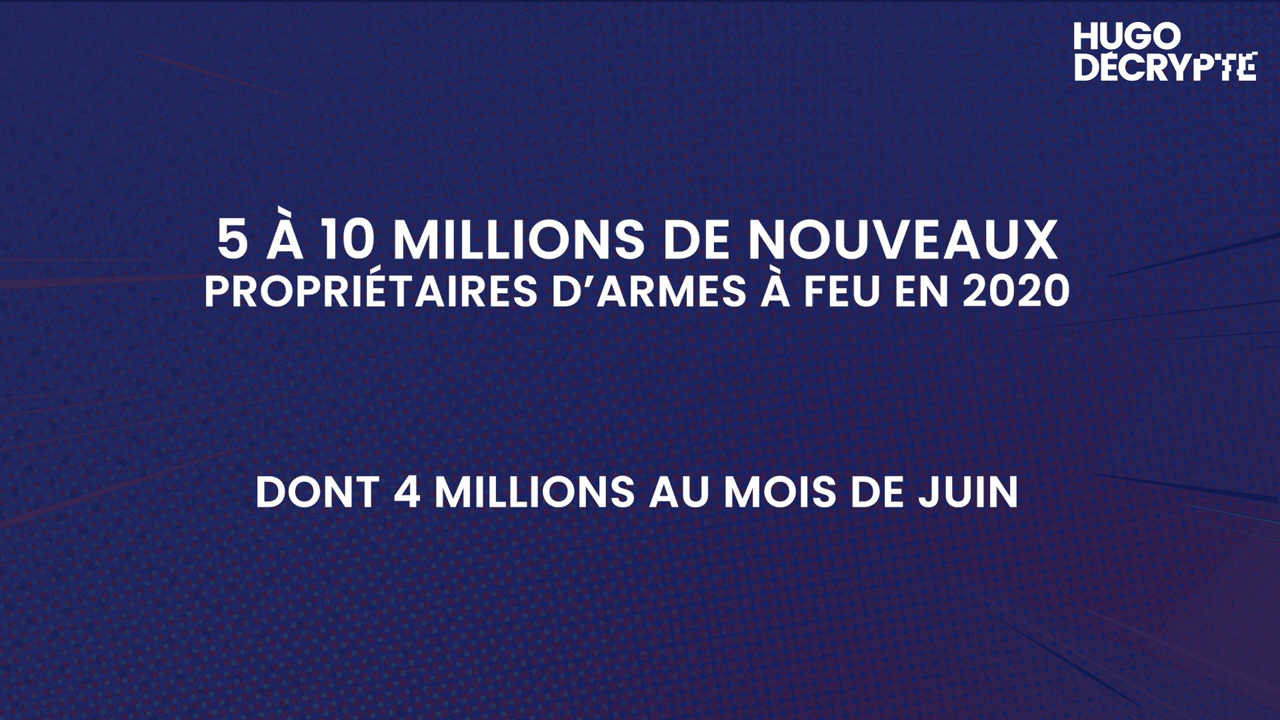 HUGO
DÉCRYPTE
5 À 10 MILLIONS DE NOUVEAUX
PROPRIÉTAIRES D'ARMES À FEU EN 2020
DONT 4 MILLIONS AU MOIS DE JUIN